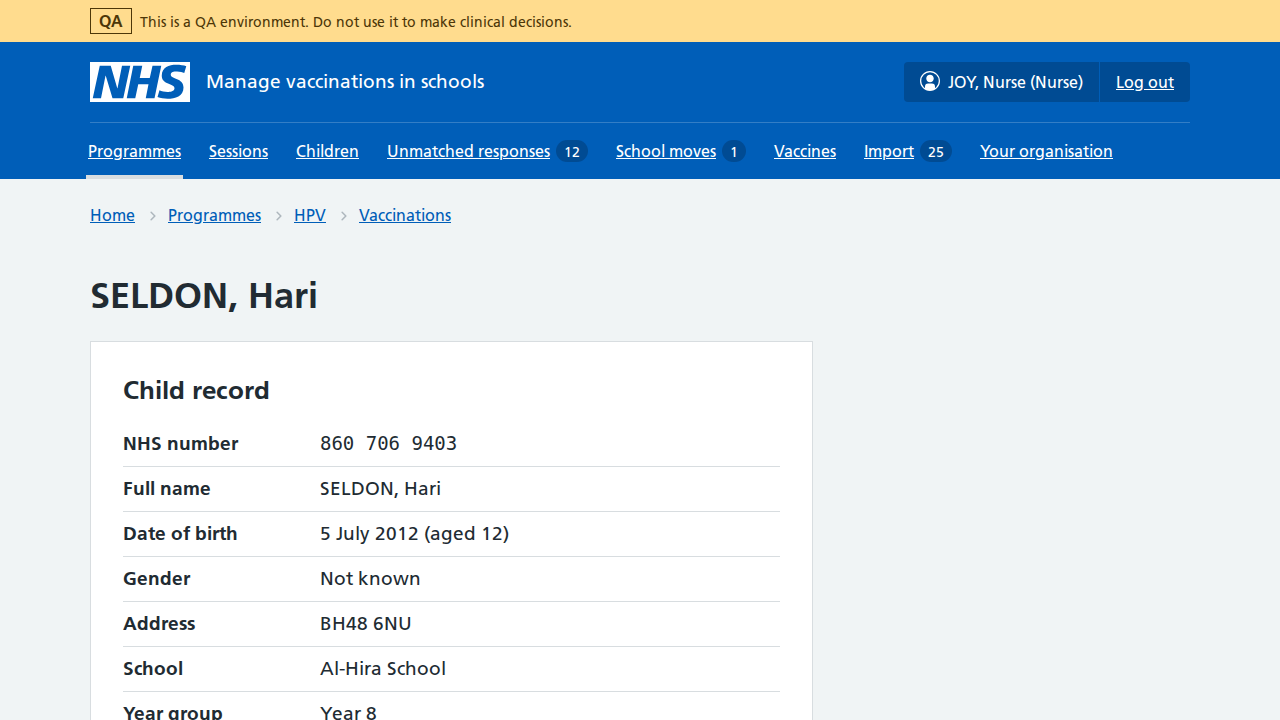 QA This is a QA environment. Do not use it to make clinical decisions.
NHS Manage vaccinations in schools JOY, Nurse (Nurse) Log out
Programmes Sessions Children Unmatched responses 12 School moves 1 Vaccines Import 25 Your organisation
Home Programmes HPV Vaccinations
SELDON, Hari
Child record
NHS number 860 706 9403
Full name SELDON, Hari
Date of birth 5 July 2012 (aged 12)
Gender Not known
Address BH48 6NU
School Al-Hira School
Year group Year 8